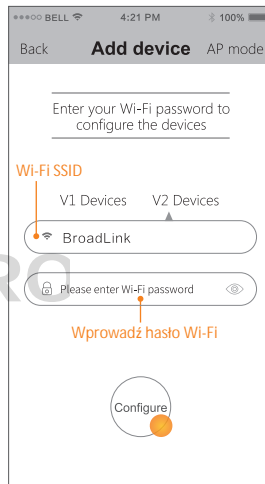 BELL 4:21 PM 100%
Back Add device AP mode
Enter your Wi-Fi password to
configure the devices
Wi-Fi SSID
V1 Devices V2 Devices
BroadLink
Please enter Wi-Fi password
Wprowadź hasło Wi-Fi
Configure